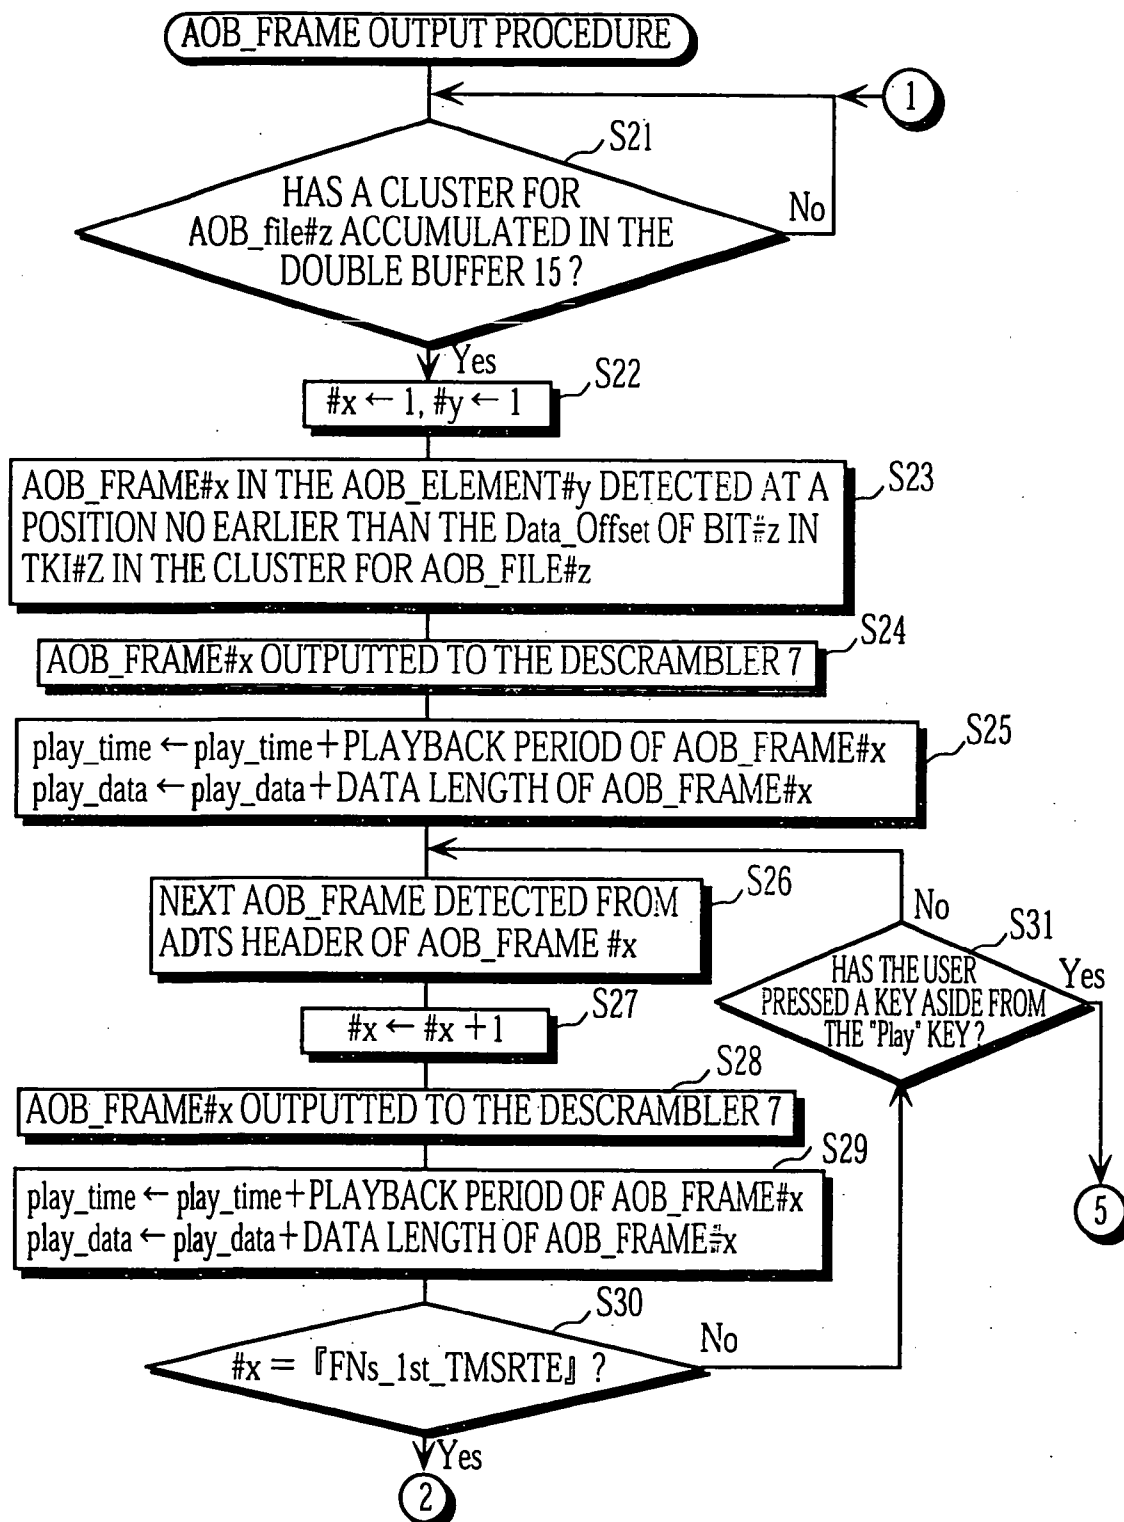 AOB_FRAME OUTPUT PROCEDURE
1
S21
HAS A CLUSTER FOR
AOB_file#z ACCUMULATED IN THE
DOUBLE BUFFER 15 ?
No
Yes
S22
#x ← 1, #y ← 1
S23
AOB_FRAME#x IN THE AOB_ELEMENT#y DETECTED AT A
POSITION NO EARLIER THAN THE Data_Offset OF BIT#z IN
TKI#Z IN THE CLUSTER FOR AOB_FILE#z
S24
AOB_FRAME#x OUTPUTTED TO THE DESCRAMBLER 7
S25
play_time ← play_time+PLAYBACK PERIOD OF AOB_FRAME#x
play_data ← play_data+DATA LENGTH OF AOB_FRAME#x
S26
NEXT AOB_FRAME DETECTED FROM
ADTS HEADER OF AOB_FRAME #x
No
S31
HAS THE USER
PRESSED A KEY ASIDE FROM
THE "Play" KEY ?
Yes
S27
#x ← #x +1
S28
AOB_FRAME#x OUTPUTTED TO THE DESCRAMBLER 7
S29
play_time ← play_time+PLAYBACK PERIOD OF AOB_FRAME#x
play_data ← play_data+DATA LENGTH OF AOB_FRAME#x
5
S30
#x = 『FNs_1st_TMSRTE』 ?
No
Yes
2